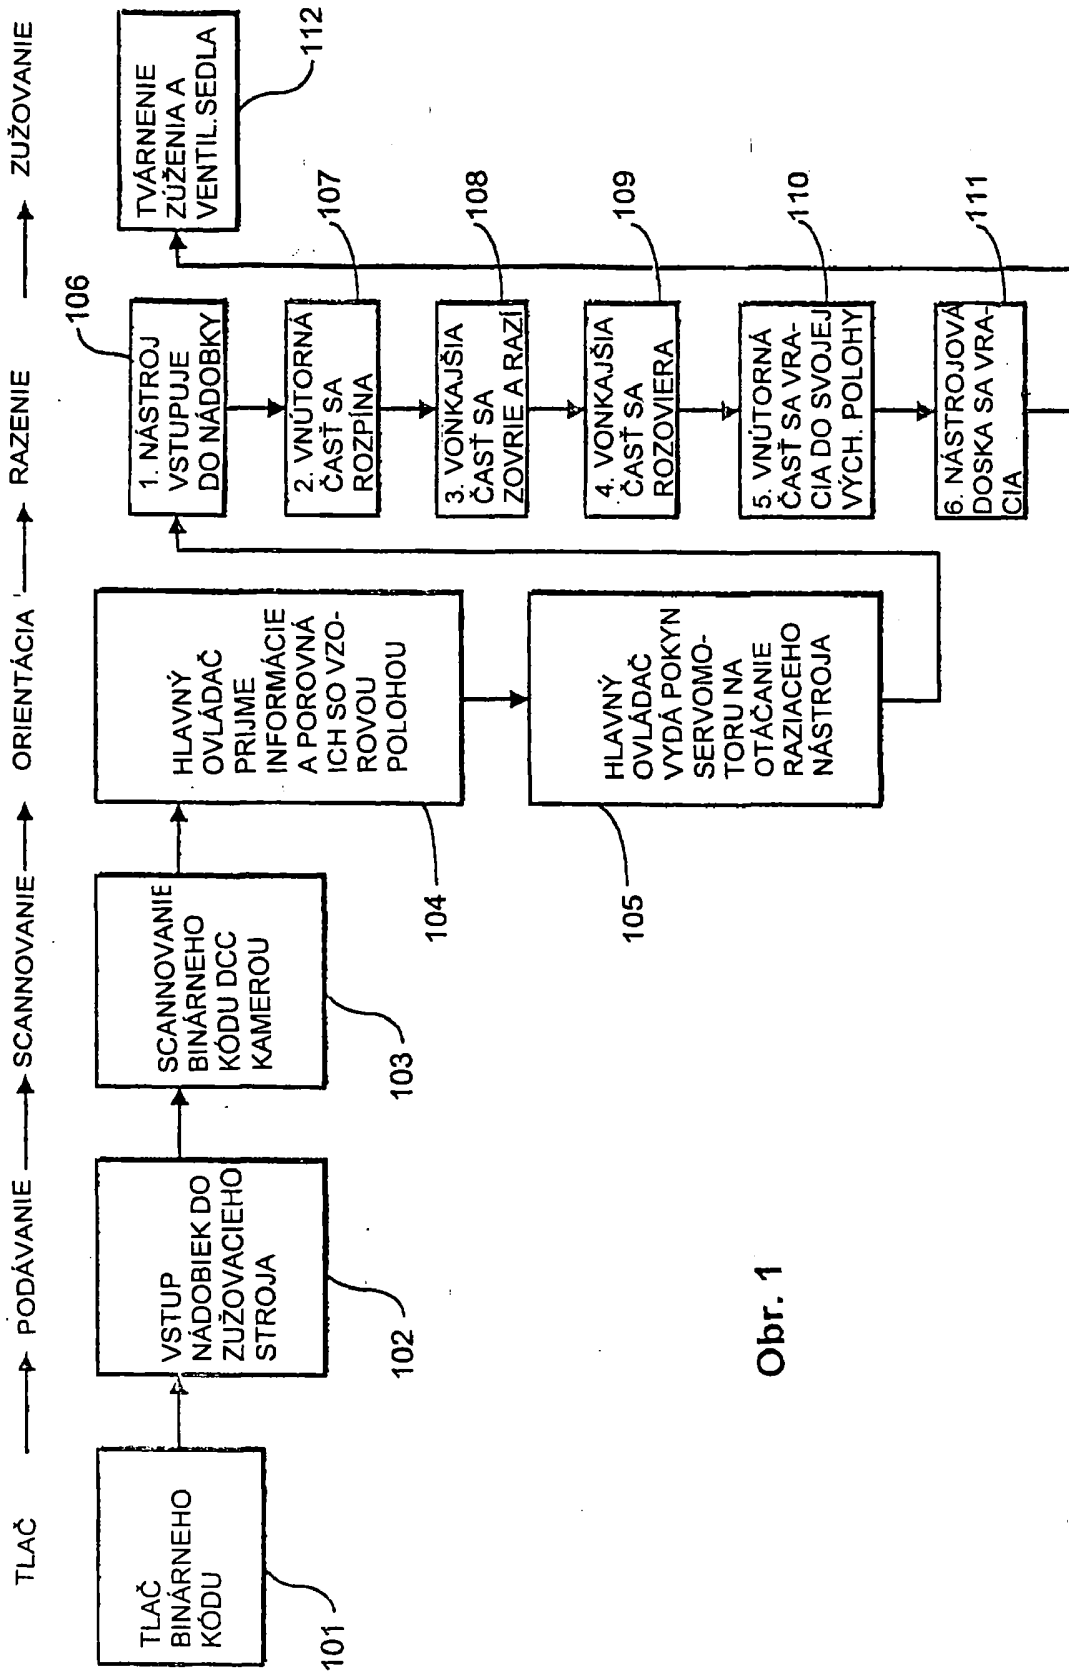 TLAČ → PODÁVANIE → SCANNOVANIE → ORIENTÁCIA → RAZENIE → ZUŽOVANIE
TLAČ
BINÁRNEHO
KÓDU
101
VSTUP
NÁDOBIEK DO
ZUŽOVACIEHO
STROJA
102
SCANNOVANIE
BINÁRNEHO
KÓDU DCC
KAMEROU
103
HLAVNÝ
OVLÁDAČ
PRIJME
INFORMÁCIE
A POROVNÁ
ICH SO VZO-
ROVOU
POLOHOU
104
HLAVNÝ
OVLÁDAČ
VYDÁ POKYN
SERVOMO-
TORU NA
OTÁČANIE
RAZIACEHO
NÁSTROJA
105
1. NÁSTROJ
VSTUPUJE
DO NÁDOBKY
106
2. VNÚTORNÁ
ČASŤ SA
ROZPÍNA
107
3. VONKAJŠIA
ČASŤ SA
ZOVRIE A RAZÍ
108
4. VONKAJŠIA
ČASŤ SA
ROZOVIERA
109
5. VNÚTORNÁ
ČASŤ SA VRA-
CIA DO SVOJEJ
VÝCH. POLOHY
110
6. NÁSTROJOVÁ
DOSKA SA VRA-
CIA
111
TVÁRNENIE
ZÚŽENIA A
VENTIL.SEDLA
112
Obr. 1